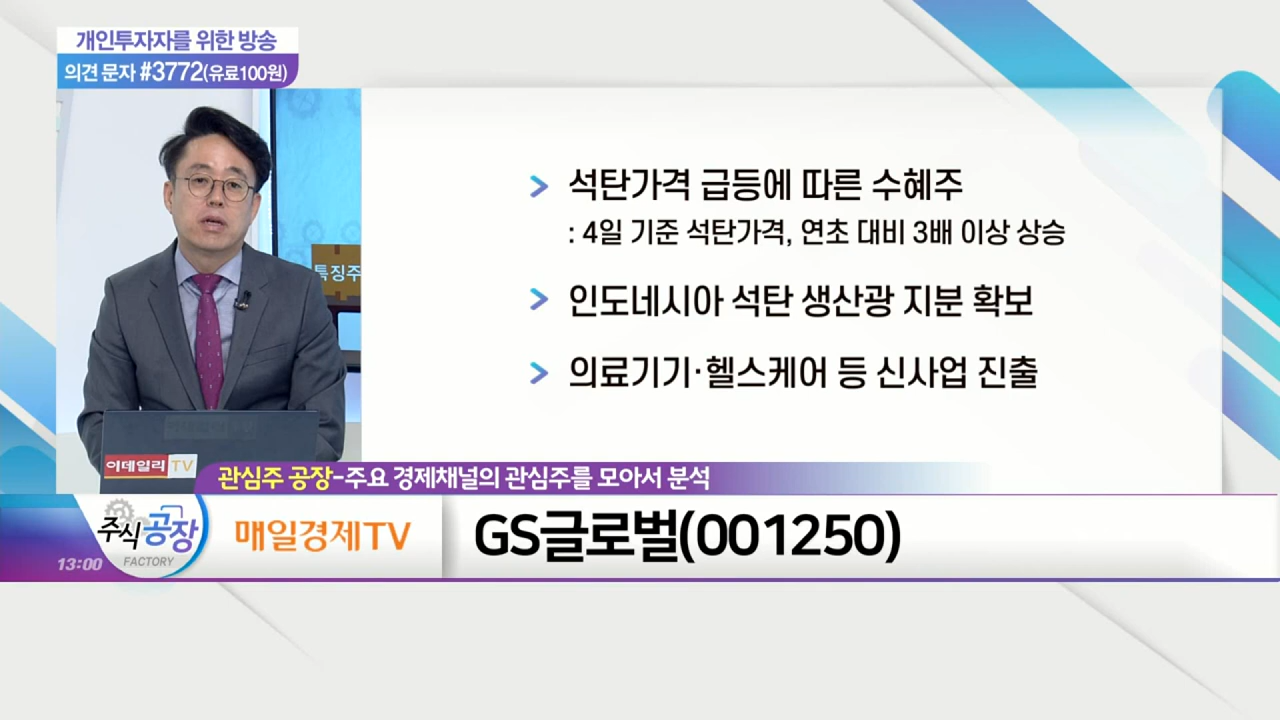 개인투자자를 위한 방송
의견 문자 #3772(유료100원)
특징주
> 석탄가격 급등에 따른 수혜주
: 4일 기준 석탄가격, 연초 대비 3배 이상 상승
> 인도네시아 석탄 생산광 지분 확보
> 의료기기·헬스케어 등 신사업 진출
이데일리TV
관심주 공장-주요 경제채널의 관심주를 모아서 분석
주식공장
FACTORY
13:00
매일경제TV
GS글로벌(001250)